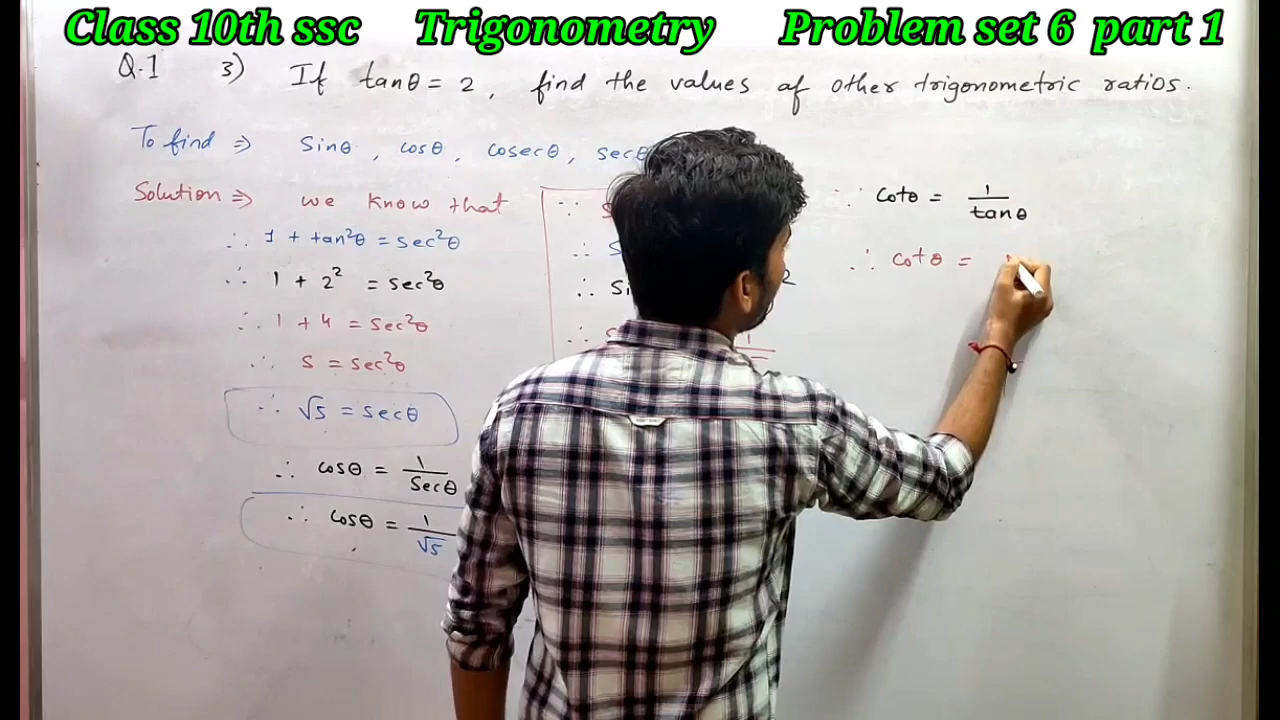 Class 10th ssc Trigonometry Problem set 6 part 1
Q.1 3) If tanθ = 2, find the values of other trigonometric ratios.
To find ⇒ Sinθ, cosθ, cosecθ, secθ
Solution ⇒ we know that
∴ 1 + tan²θ = sec²θ
∴ 1 + 2² = sec²θ
∴ 1 + 4 = sec²θ
∴ 5 = sec²θ
∴ √5 = secθ
∴ cosθ = 1/Secθ
∴ cosθ = 1/√5
∴ cotθ = 1/tanθ
∴ cotθ =